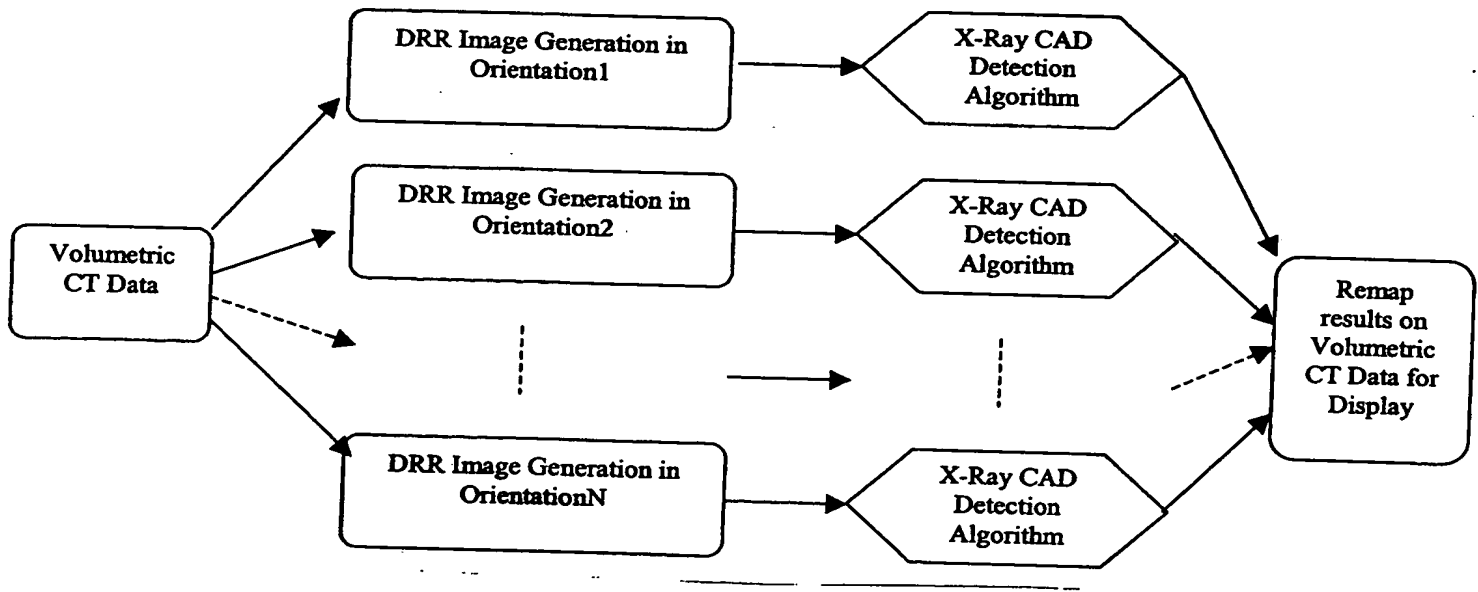 Volumetric
CT Data
DRR Image Generation in
Orientation1
X-Ray CAD
Detection
Algorithm
DRR Image Generation in
Orientation2
X-Ray CAD
Detection
Algorithm
DRR Image Generation in
OrientationN
X-Ray CAD
Detection
Algorithm
Remap
results on
Volumetric
CT Data for
Display